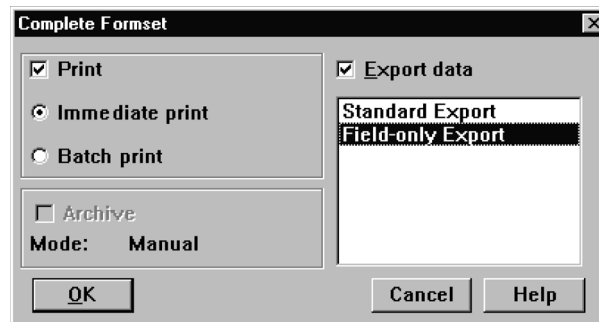 Complete Formset
Print
Immediate print
Batch print
Archive
Mode: Manual
Export data
Standard Export
Field-only Export
OK
Cancel
Help